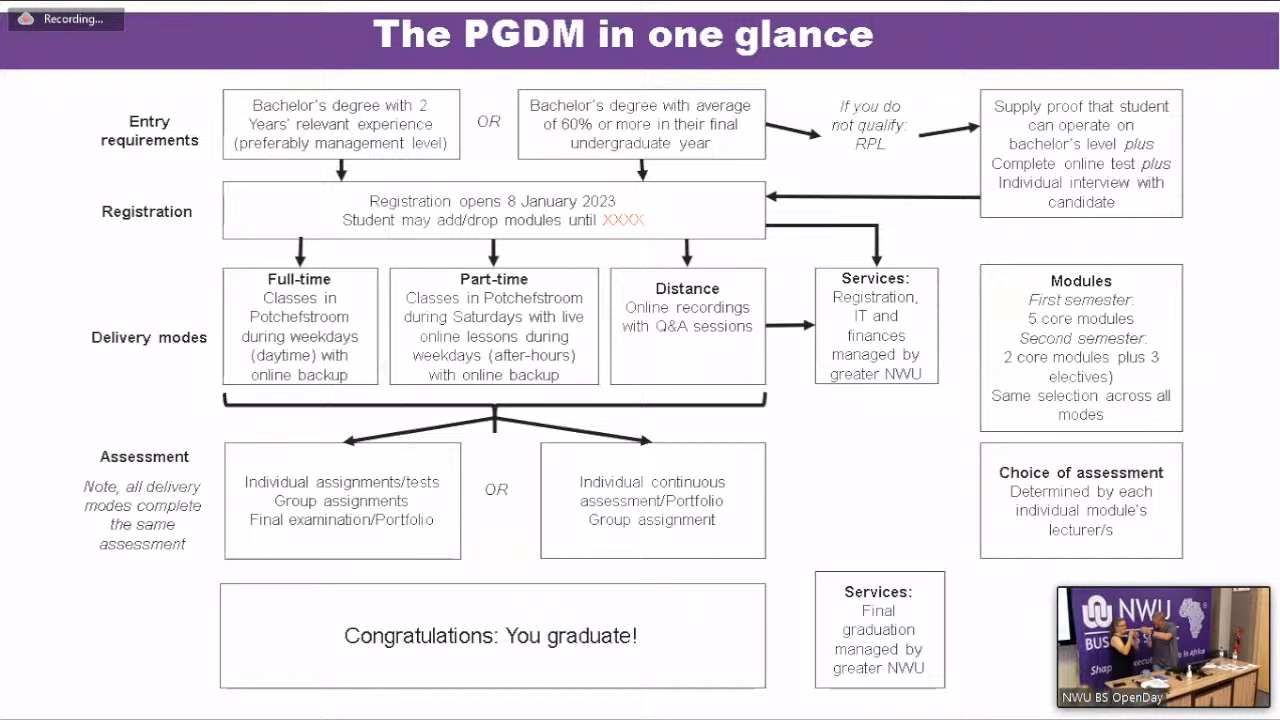 Recording...
The PGDM in one glance
Entry
requirements
Bachelor's degree with 2
Years' relevant experience
(preferably management level)
OR
Bachelor's degree with average
of 60% or more in their final
undergraduate year
If you do
not qualify:
RPL
Supply proof that student
can operate on
bachelor's level plus
Complete online test plus
Individual interview with
candidate
Registration
Registration opens 8 January 2023
Student may add/drop modules until XXXX
Delivery modes
Full-time
Classes in
Potchefstroom
during weekdays
(daytime) with
online backup
Part-time
Classes in Potchefstroom
during Saturdays with live
online lessons during
weekdays (after-hours)
with online backup
Distance
Online recordings
with Q&A sessions
Services:
Registration,
IT and
finances
managed by
greater NWU
Modules
First semester:
5 core modules
Second semester:
2 core modules plus 3
electives)
Same selection across all
modes
Assessment
Note, all delivery
modes complete
the same
assessment
Individual assignments/tests
Group assignments
Final examination/Portfolio
OR
Individual continuous
assessment/Portfolio
Group assignment
Choice of assessment
Determined by each
individual module's
lecturer/s
Congratulations: You graduate!
Services:
Final
graduation
managed by
greater NWU
NWU
BUS
Shap
in Africa
NWU BS OpenDay